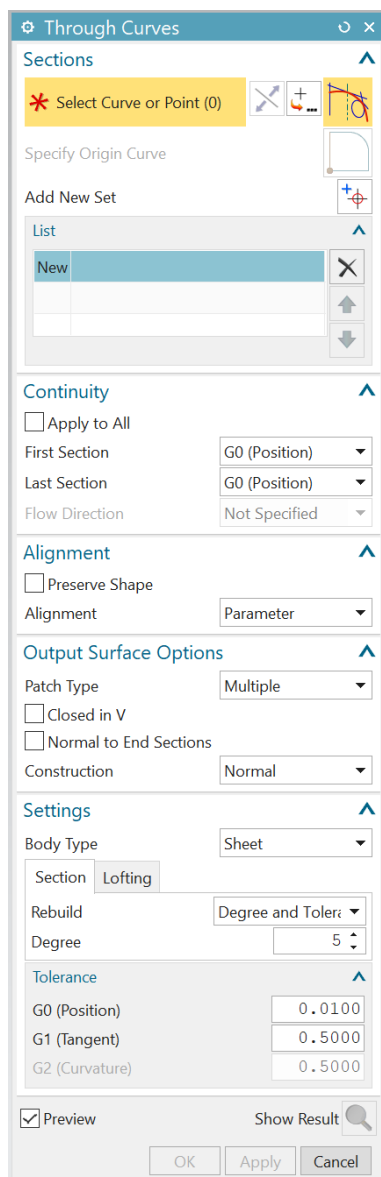 Through Curves
Sections
Select Curve or Point (0)
Specify Origin Curve
Add New Set
List
New
Continuity
Apply to All
First Section G0 (Position)
Last Section G0 (Position)
Flow Direction Not Specified
Alignment
Preserve Shape
Alignment Parameter
Output Surface Options
Patch Type Multiple
Closed in V
Normal to End Sections
Construction Normal
Settings
Body Type Sheet
Section Lofting
Rebuild Degree and Tolera
Degree 5
Tolerance
G0 (Position) 0.0100
G1 (Tangent) 0.5000
G2 (Curvature) 0.5000
Preview Show Result
OK Apply Cancel